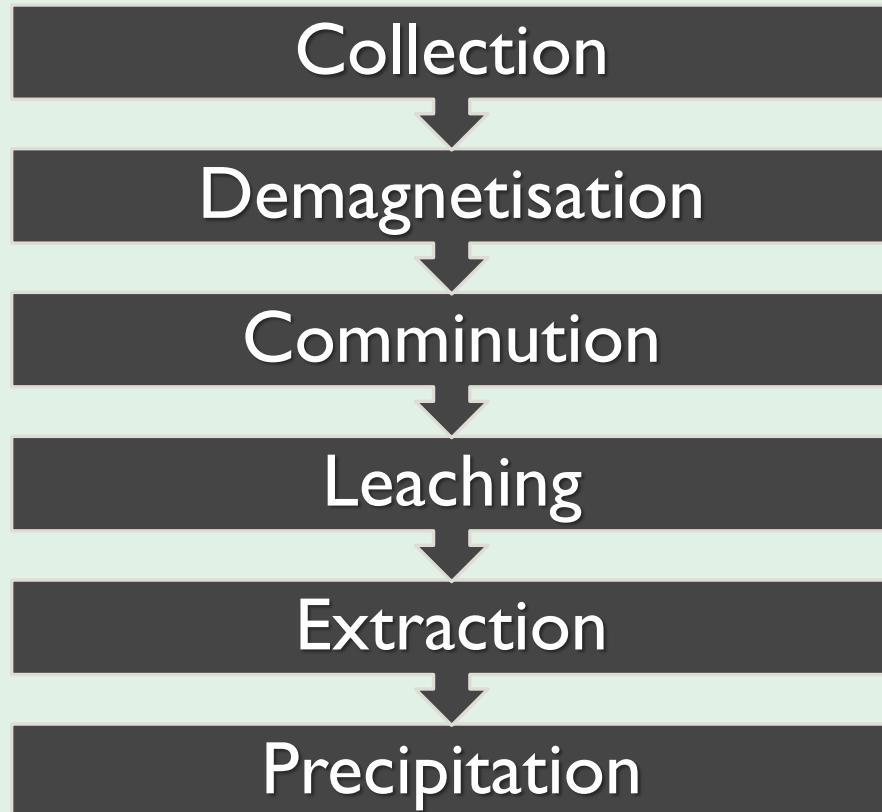 Collection
Demagnetisation
Comminution
Leaching
Extraction
Precipitation